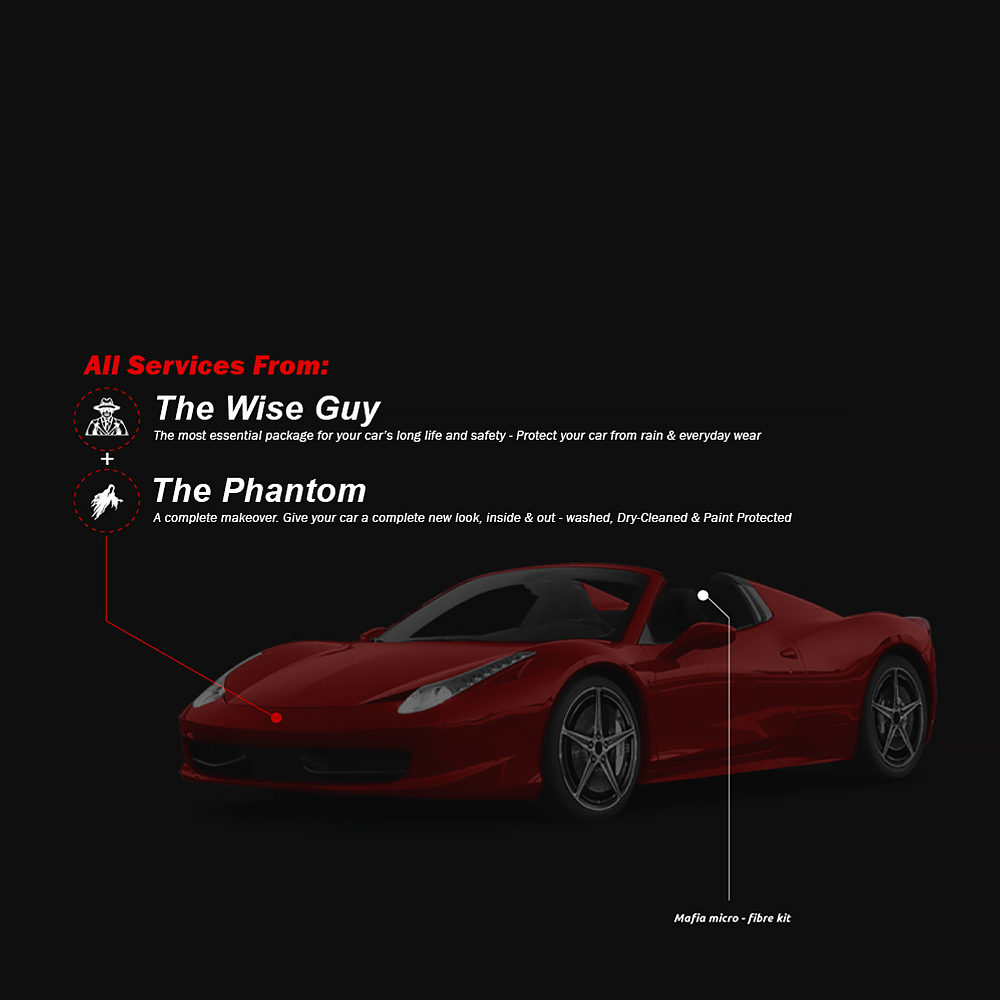 All Services From:
The Wise Guy
The most essential package for your car's long life and safety - Protect your car from rain & everyday wear
+
The Phantom
A complete makeover. Give your car a complete new look, inside & out - washed, Dry-Cleaned & Paint Protected
Mafia micro - fibre kit